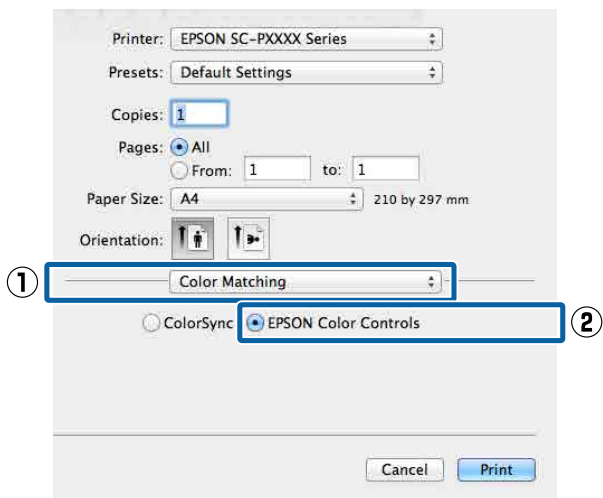 Printer: EPSON SC-PXXXX Series
Presets: Default Settings
Copies: 1
Pages: All
From: 1 to: 1
Paper Size: A4 210 by 297 mm
Orientation:
① Color Matching
ColorSync EPSON Color Controls ②
Cancel Print